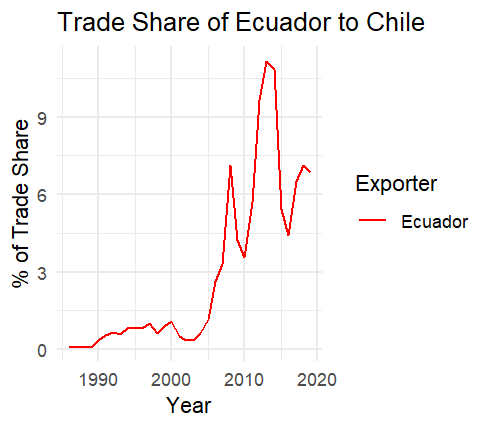 Trade Share of Ecuador to Chile
% of Trade Share
9
6
3
0
1990 2000 2010 2020
Year
Exporter
Ecuador